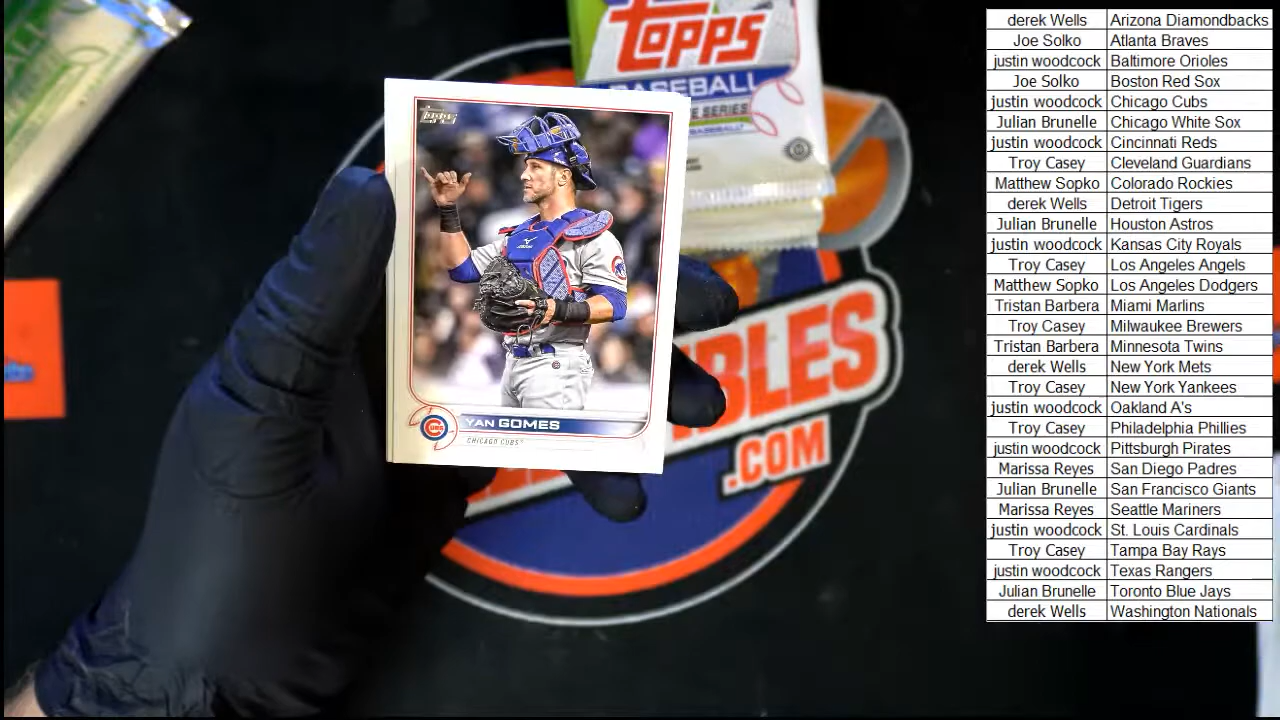 TOPPS
BASEBALL
E SERIES
BASEBALL!
Topps
CUBS
YAN GOMES
CHICAGO CUBS
IBLES
.COM
derek Wells Arizona Diamondbacks
Joe Solko Atlanta Braves
justin woodcock Baltimore Orioles
Joe Solko Boston Red Sox
justin woodcock Chicago Cubs
Julian Brunelle Chicago White Sox
justin woodcock Cincinnati Reds
Troy Casey Cleveland Guardians
Matthew Sopko Colorado Rockies
derek Wells Detroit Tigers
Julian Brunelle Houston Astros
justin woodcock Kansas City Royals
Troy Casey Los Angeles Angels
Matthew Sopko Los Angeles Dodgers
Tristan Barbera Miami Marlins
Troy Casey Milwaukee Brewers
Tristan Barbera Minnesota Twins
derek Wells New York Mets
Troy Casey New York Yankees
justin woodcock Oakland A's
Troy Casey Philadelphia Phillies
justin woodcock Pittsburgh Pirates
Marissa Reyes San Diego Padres
Julian Brunelle San Francisco Giants
Marissa Reyes Seattle Mariners
justin woodcock St. Louis Cardinals
Troy Casey Tampa Bay Rays
justin woodcock Texas Rangers
Julian Brunelle Toronto Blue Jays
derek Wells Washington Nationals